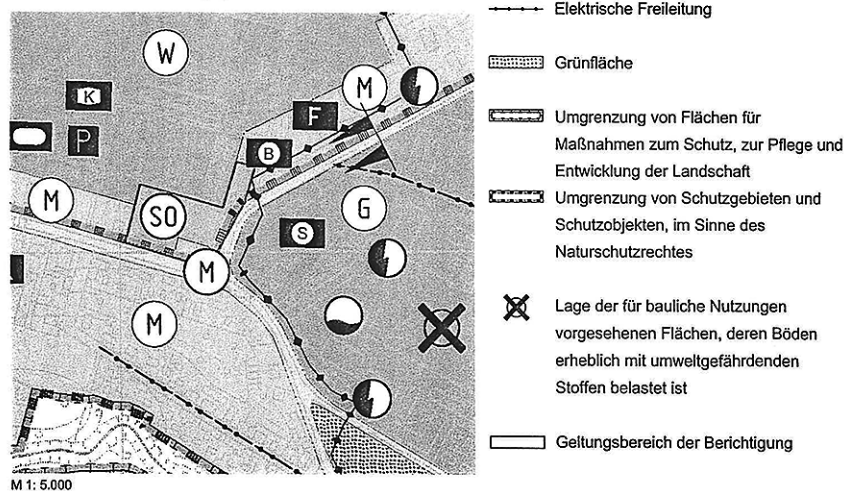 W
K
P
F
M
B
M
SO
G
S
M
M
M 1: 5.000
Elektrische Freileitung
Grünfläche
Umgrenzung von Flächen für
Maßnahmen zum Schutz, zur Pflege und
Entwicklung der Landschaft
Umgrenzung von Schutzgebieten und
Schutzobjekten, im Sinne des
Naturschutzrechtes
Lage der für bauliche Nutzungen
vorgesehenen Flächen, deren Böden
erheblich mit umweltgefährdenden
Stoffen belastet ist
Geltungsbereich der Berichtigung